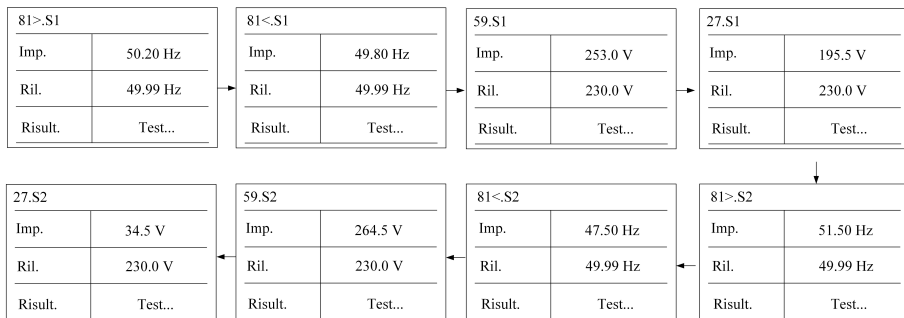 81>.S1
Imp. 50.20 Hz
Ril. 49.99 Hz
Risult. Test...
81<.S1
Imp. 49.80 Hz
Ril. 49.99 Hz
Risult. Test...
59.S1
Imp. 253.0 V
Ril. 230.0 V
Risult. Test...
27.S1
Imp. 195.5 V
Ril. 230.0 V
Risult. Test...
81>.S2
Imp. 51.50 Hz
Ril. 49.99 Hz
Risult. Test...
81<.S2
Imp. 47.50 Hz
Ril. 49.99 Hz
Risult. Test...
59.S2
Imp. 264.5 V
Ril. 230.0 V
Risult. Test...
27.S2
Imp. 34.5 V
Ril. 230.0 V
Risult. Test...